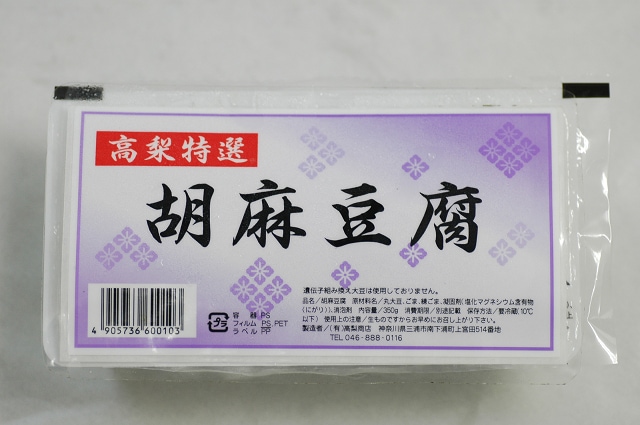 高梨特選
胡麻豆腐
遺伝子組み換え大豆は使用しておりません。
品名／胡麻豆腐 原材料名／丸大豆、ごま、練ごま、凝固剤(塩化マグネシウム含有物
(にがり))、消泡剤 内容量／350g 消費期限／別途記載 保存方法／要冷蔵(10℃
以下) 使用上の注意／生ものですからお早めにお召し上がり下さい。
製造者／(有)高梨商店 神奈川県三浦市南下浦町上宮田514番地
TEL 046-888-0116
プラ
容器 PS
フィルム PS,PET
ラベル PP
4 905736 600103